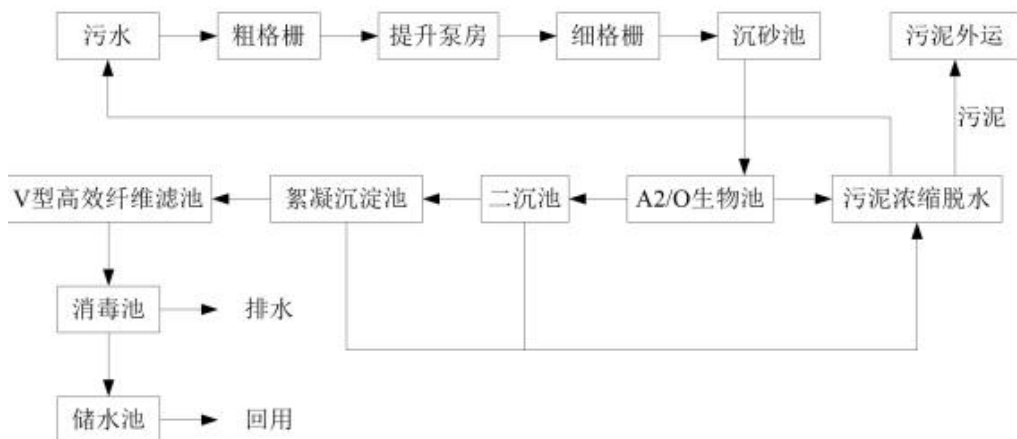 污水
粗格栅
提升泵房
细格栅
沉砂池
污泥外运
污泥
V型高效纤维滤池
絮凝沉淀池
二沉池
A2/O生物池
污泥浓缩脱水
消毒池
排水
储水池
回用